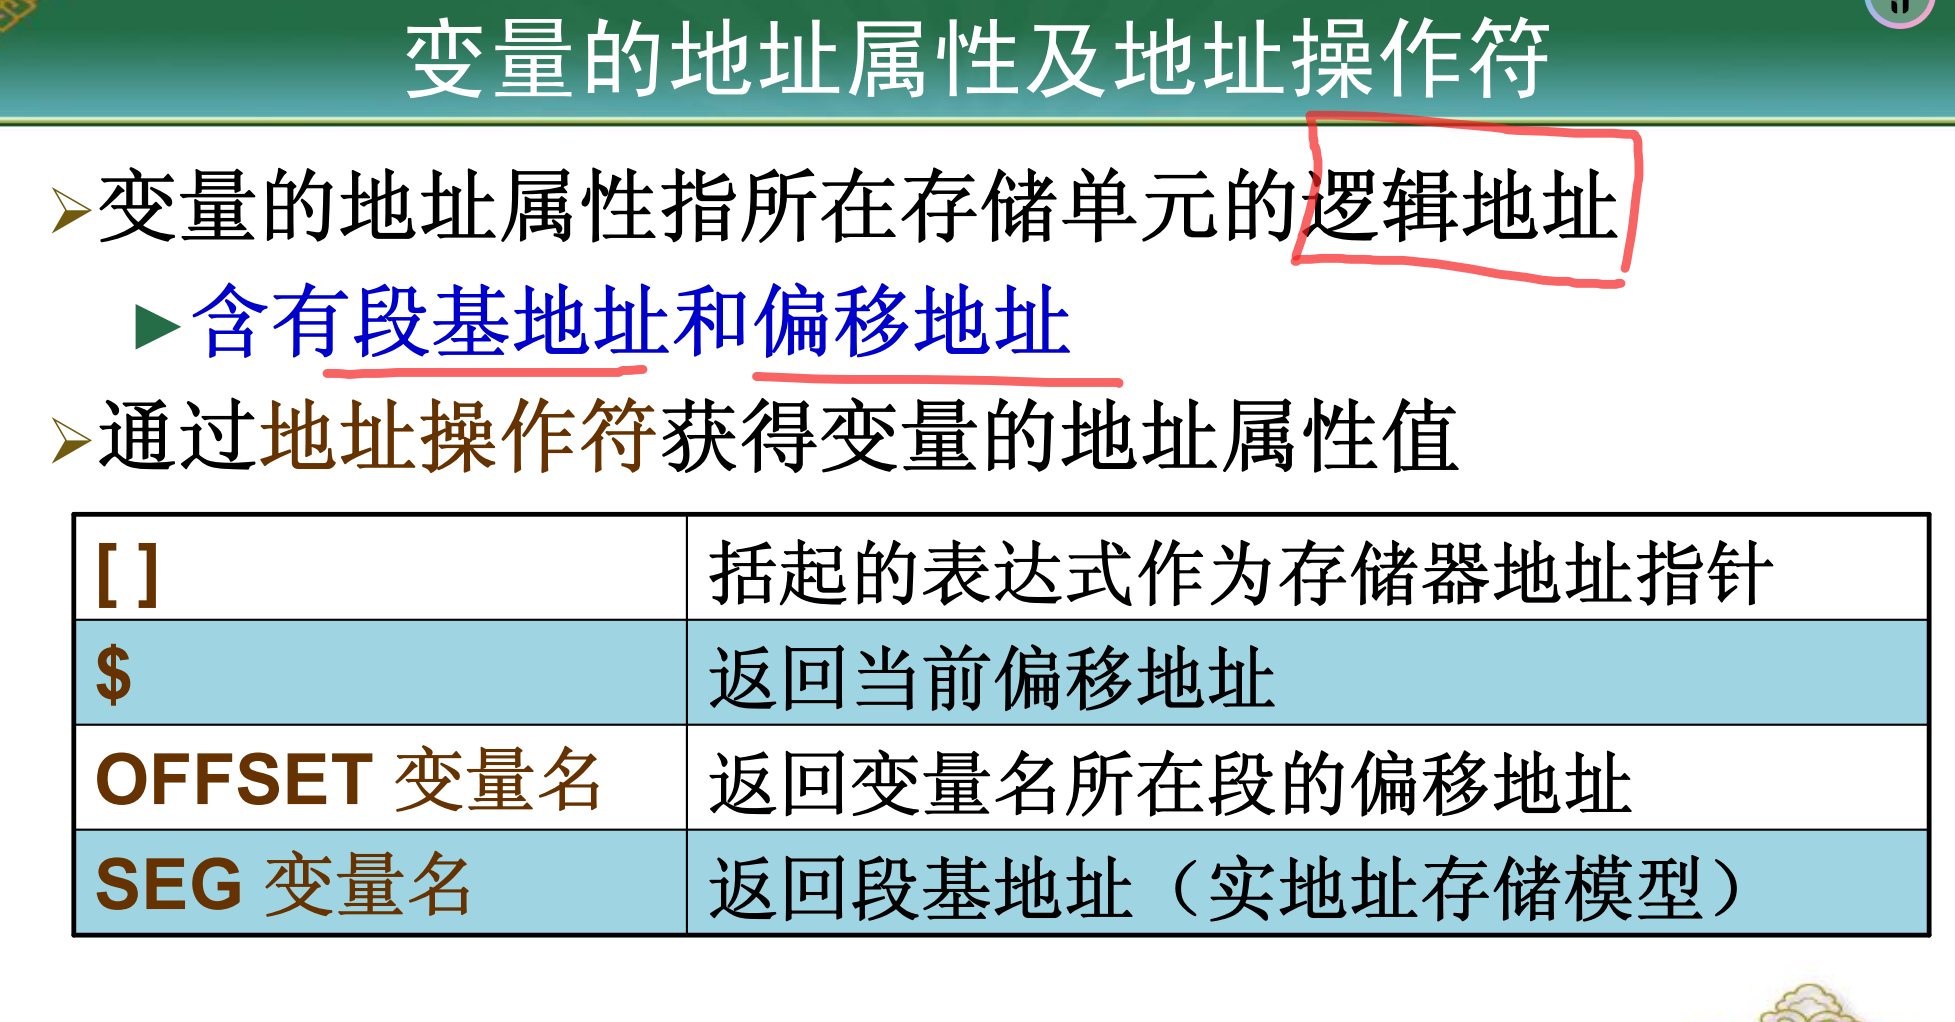 变量的地址属性及地址操作符
变量的地址属性指所在存储单元的逻辑地址
含有段基地址和偏移地址
通过地址操作符获得变量的地址属性值
[ ] 括起的表达式作为存储器地址指针
$ 返回当前偏移地址
OFFSET 变量名 返回变量名所在段的偏移地址
SEG 变量名 返回段基地址（实地址存储模型）